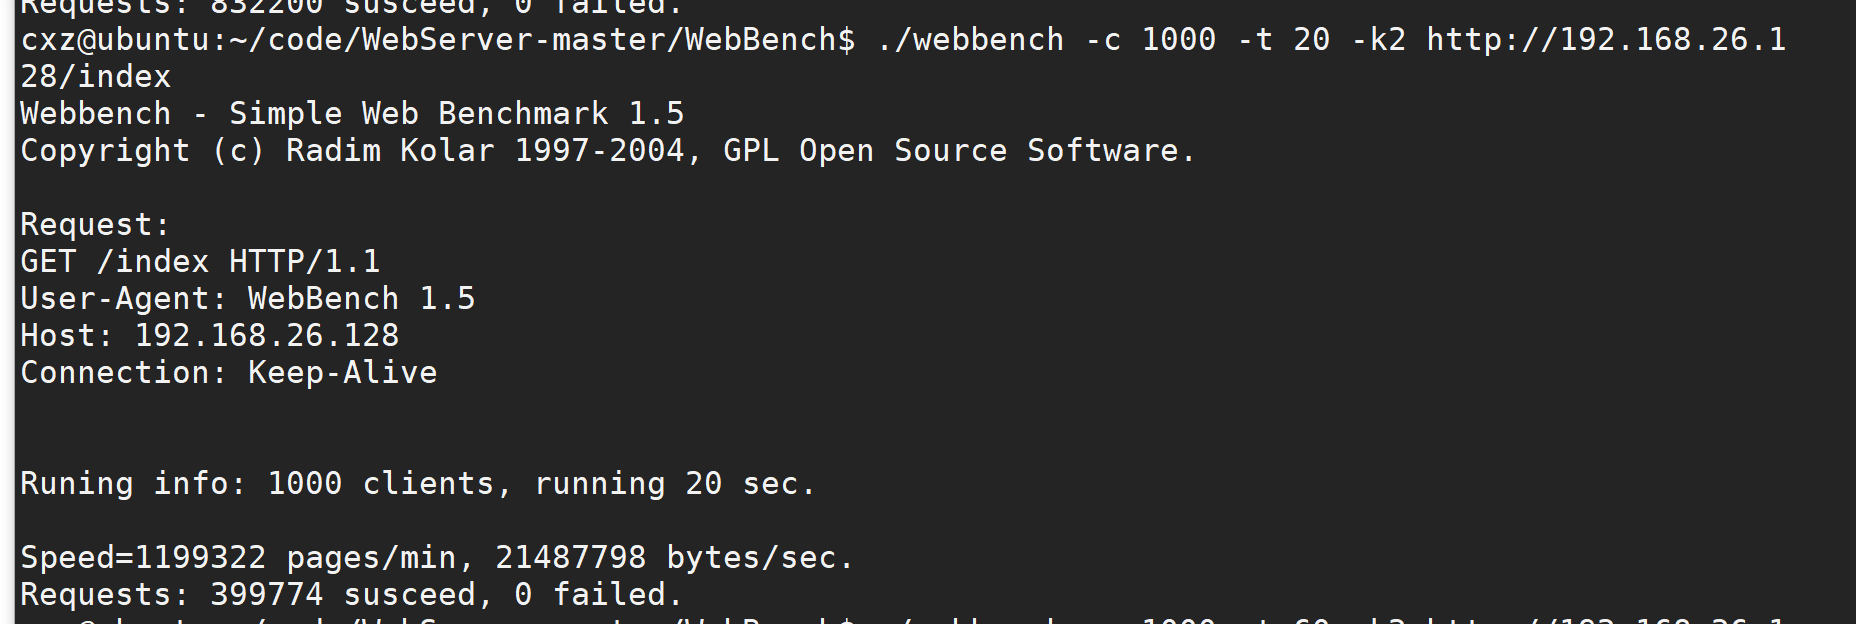 Requests: 832200 susceed, 0 failed.
cxz@ubuntu:~/code/WebServer-master/WebBench$ ./webbench -c 1000 -t 20 -k2 http://192.168.26.1
28/index
Webbench - Simple Web Benchmark 1.5
Copyright (c) Radim Kolar 1997-2004, GPL Open Source Software.
Request:
GET /index HTTP/1.1
User-Agent: WebBench 1.5
Host: 192.168.26.128
Connection: Keep-Alive
Runing info: 1000 clients, running 20 sec.
Speed=1199322 pages/min, 21487798 bytes/sec.
Requests: 399774 susceed, 0 failed.